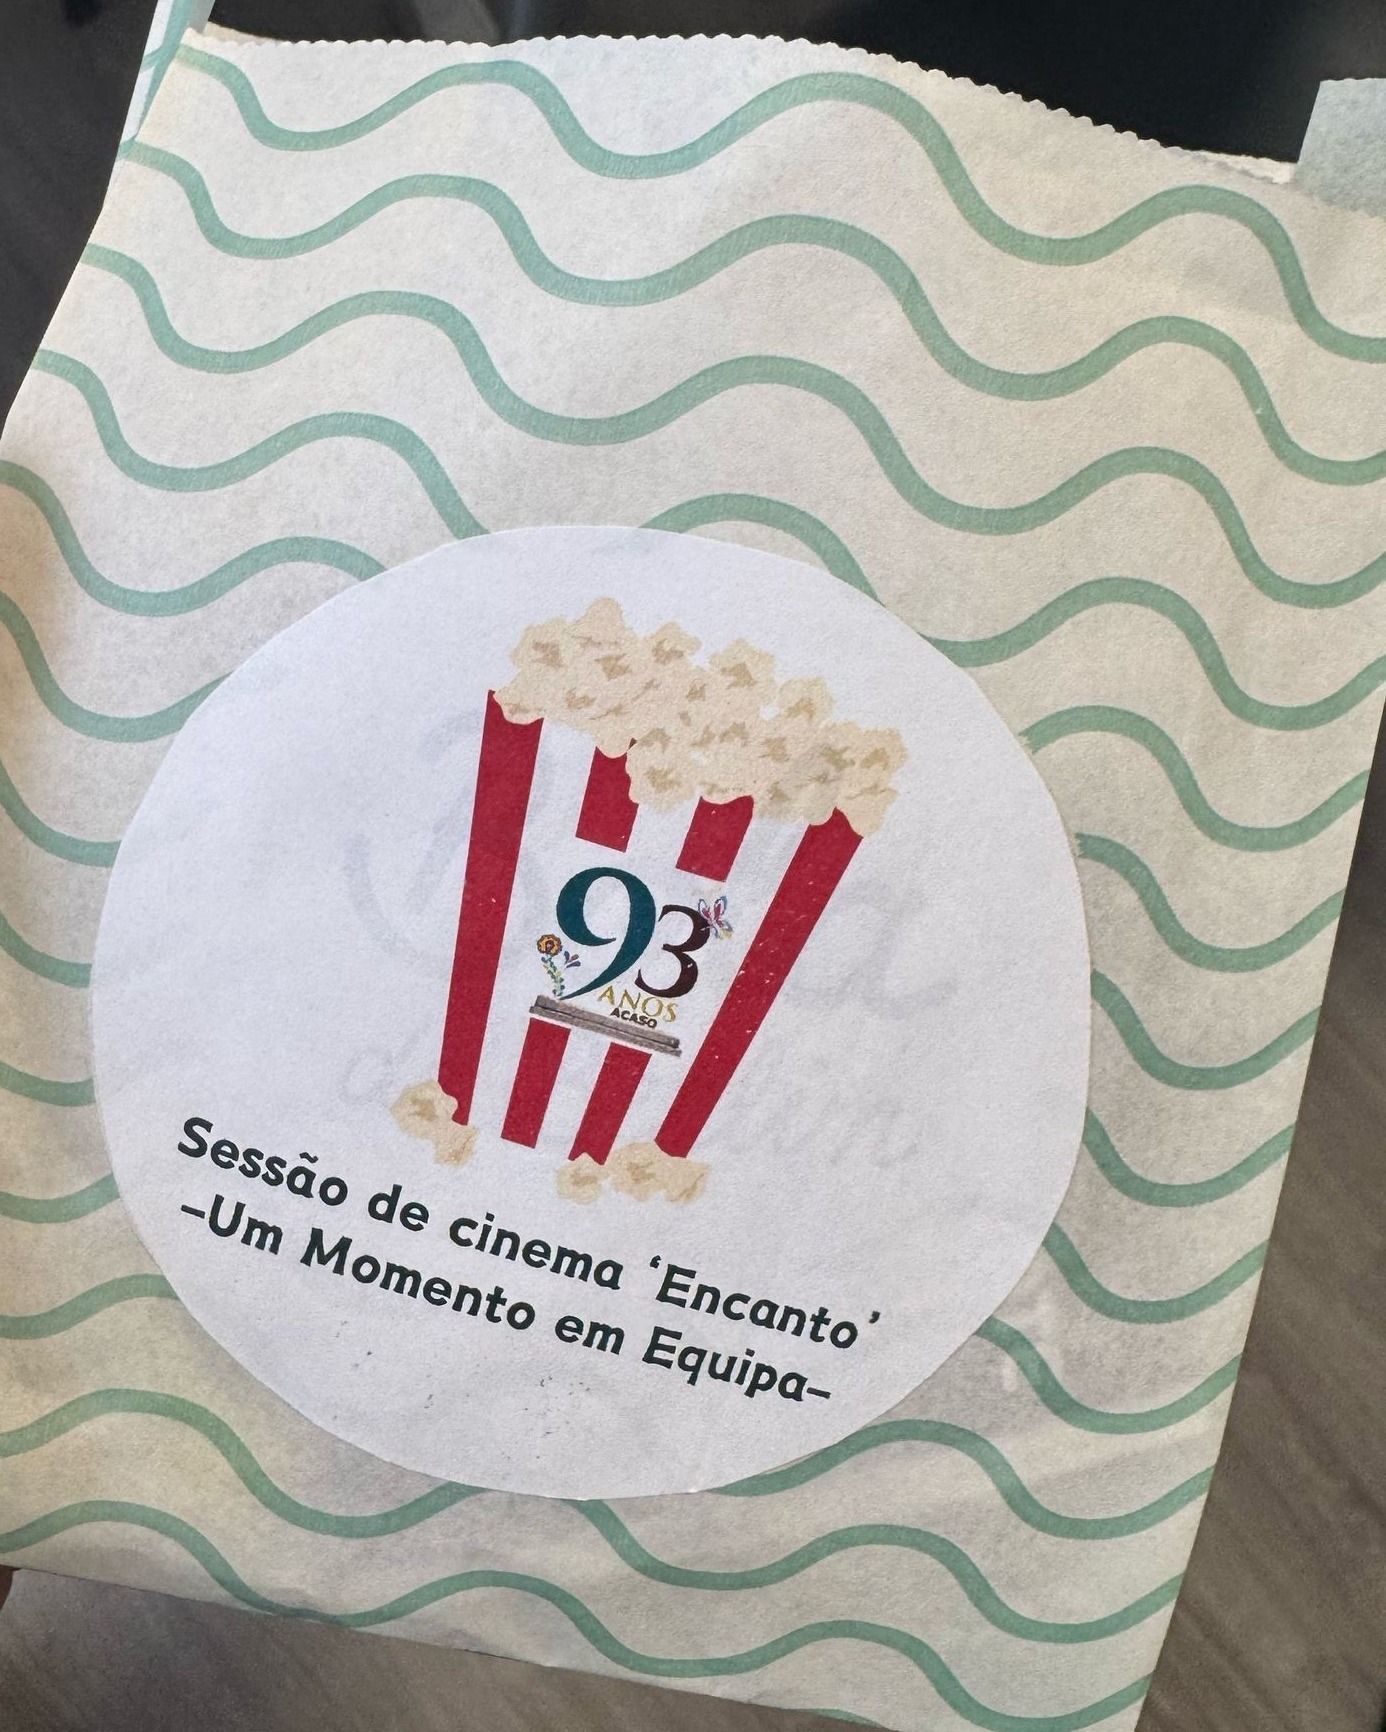 93
ANOS
ACASO
Sessão de cinema ‘Encanto’
-Um Momento em Equipa-